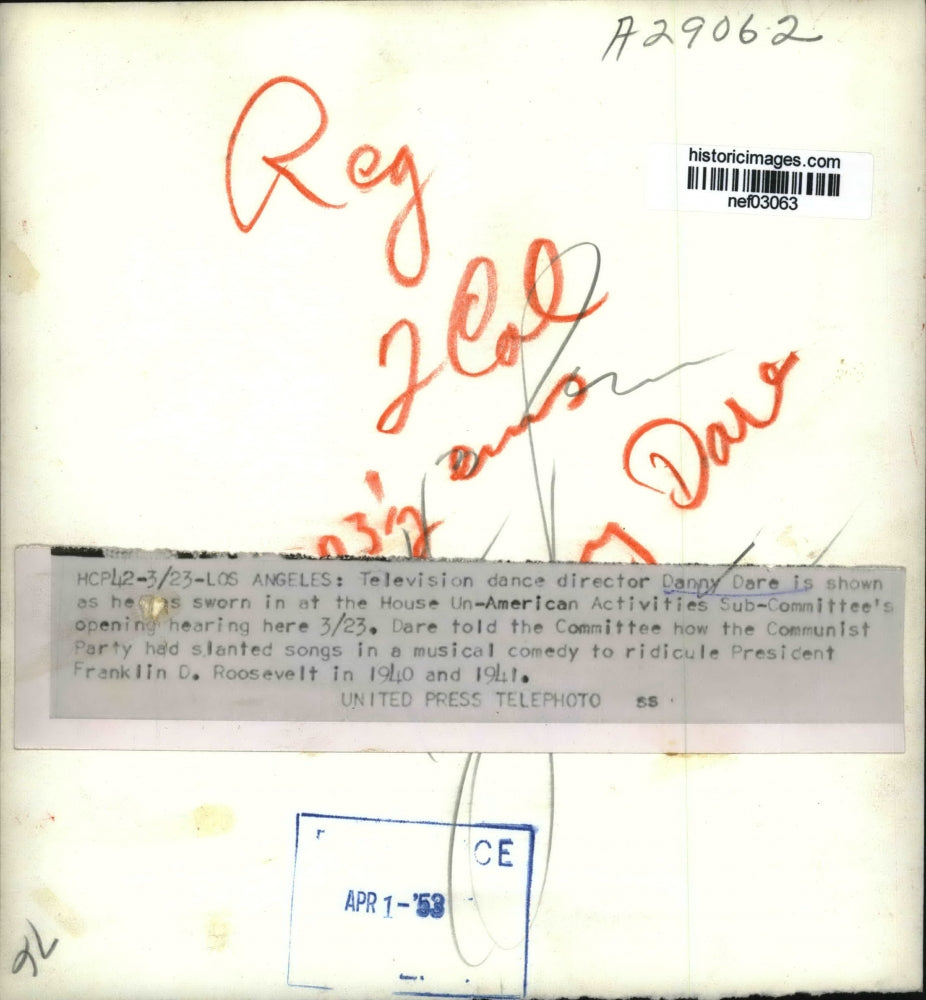 A29062
historicimages.com
nef03063
Reg
2 Col
Dare
HCP42-3/23-LOS ANGELES: Television dance director Danny Dare is shown
as he s sworn in at the House Un-American Activities Sub-Committee's
opening hearing here 3/23. Dare told the Committee how the Communist
Party had slanted songs in a musical comedy to ridicule President
Franklin D. Roosevelt in 1940 and 1941.
UNITED PRESS TELEPHOTO ss
CE
APR 1-'53